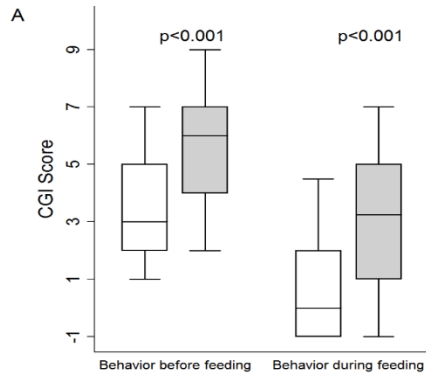 A
p<0.001 p<0.001
9
7
5
3
1
-1
CGI Score
Behavior before feeding Behavior during feeding